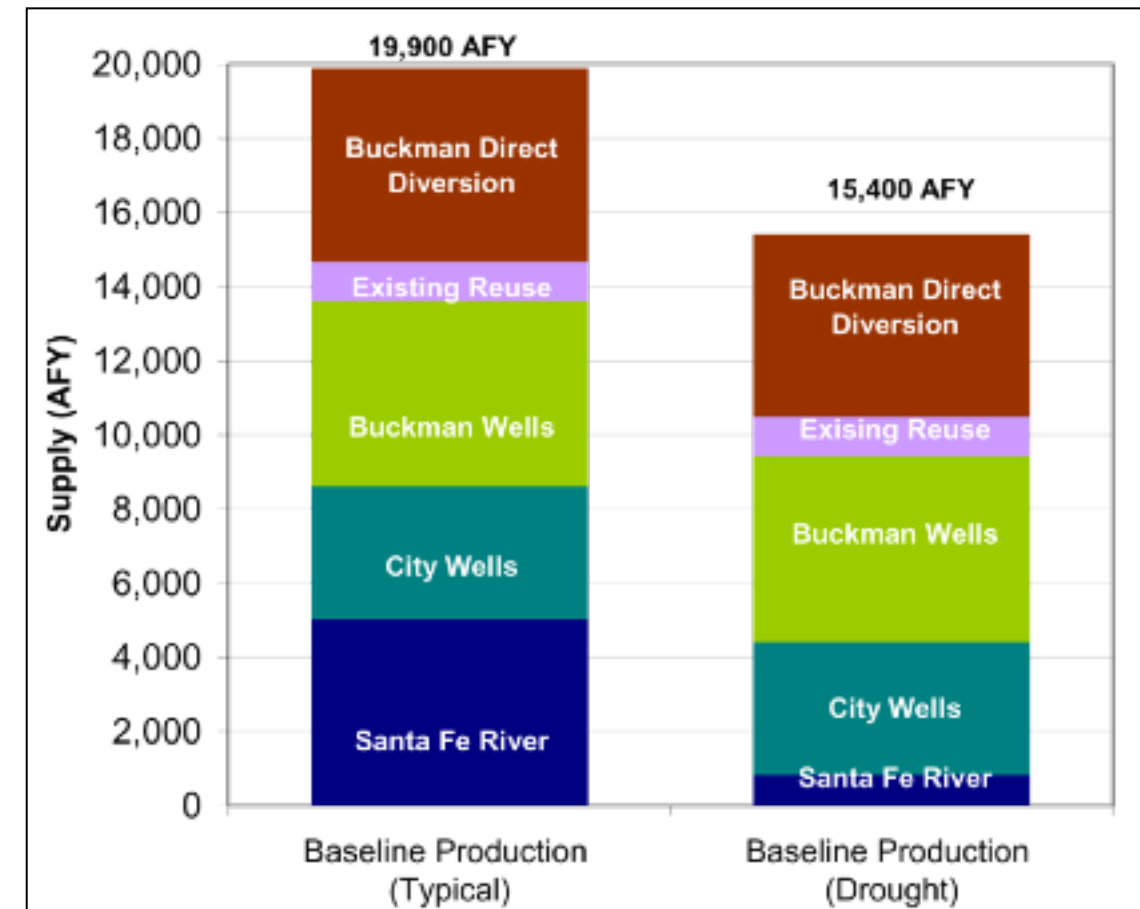 19,900 AFY
20,000
18,000
16,000
14,000
12,000
10,000
8,000
6,000
4,000
2,000
0
Supply (AFY)
Buckman Direct
Diversion
Existing Reuse
Buckman Wells
City Wells
Santa Fe River
15,400 AFY
Buckman Direct
Diversion
Exising Reuse
Buckman Wells
City Wells
Santa Fe River
Baseline Production
(Typical)
Baseline Production
(Drought)